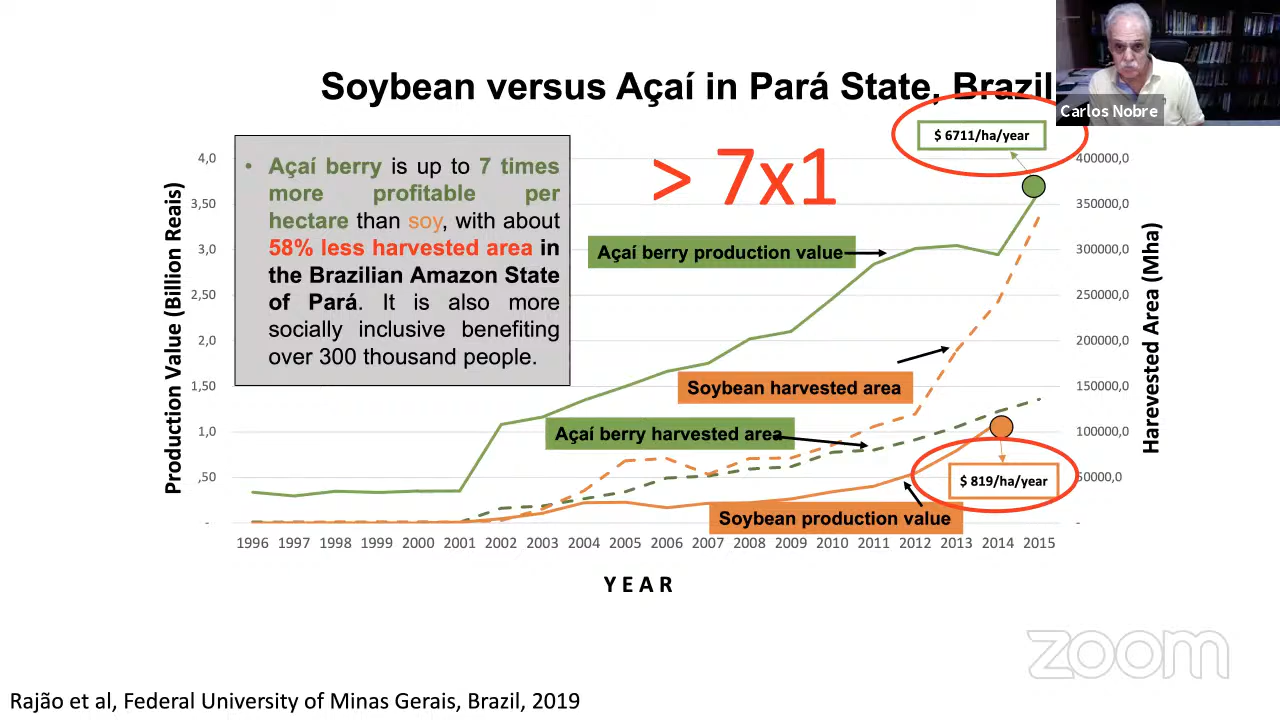 Soybean versus Açaí in Pará State, Brazil
Carlos Nobre
$ 6711/ha/year
• Açaí berry is up to 7 times
more profitable per
hectare than soy, with about
58% less harvested area in
the Brazilian Amazon State
of Pará. It is also more
socially inclusive benefiting
over 300 thousand people.
> 7x1
Production Value (Billion Reais)
4,0
3,50
3,0
2,50
2,0
1,50
1,0
,50
-
Açaí berry production value
Soybean harvested area
Açaí berry harvested area
Soybean production value
$ 819/ha/year
400000,0
350000,0
300000,0
250000,0
200000,0
150000,0
100000,0
50000,0
-
Harevested Area (Mha)
1996 1997 1998 1999 2000 2001 2002 2003 2004 2005 2006 2007 2008 2009 2010 2011 2012 2013 2014 2015
YEAR
zoom
Rajão et al, Federal University of Minas Gerais, Brazil, 2019